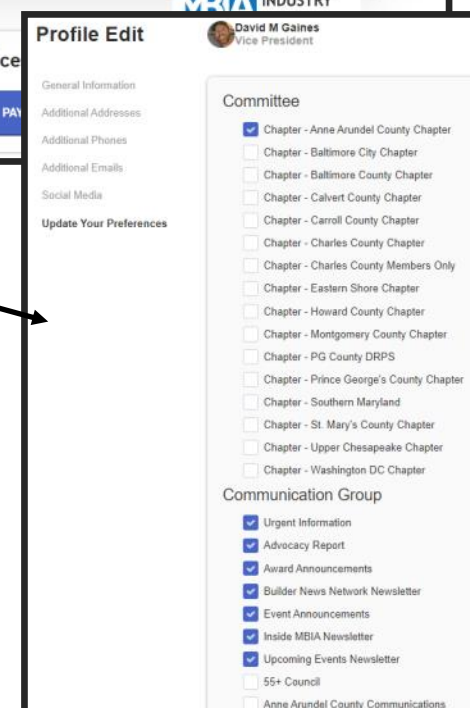 MBIA INDUSTRY
ce
PAY
Profile Edit
David M Gaines
Vice President
General Information
Additional Addresses
Additional Phones
Additional Emails
Social Media
Update Your Preferences
Committee
Chapter - Anne Arundel County Chapter
Chapter - Baltimore City Chapter
Chapter - Baltimore County Chapter
Chapter - Calvert County Chapter
Chapter - Carroll County Chapter
Chapter - Charles County Chapter
Chapter - Charles County Members Only
Chapter - Eastern Shore Chapter
Chapter - Howard County Chapter
Chapter - Montgomery County Chapter
Chapter - PG County DRPS
Chapter - Prince George's County Chapter
Chapter - Southern Maryland
Chapter - St. Mary's County Chapter
Chapter - Upper Chesapeake Chapter
Chapter - Washington DC Chapter
Communication Group
Urgent Information
Advocacy Report
Award Announcements
Builder News Network Newsletter
Event Announcements
Inside MBIA Newsletter
Upcoming Events Newsletter
55+ Council
Anne Arundel County Communications